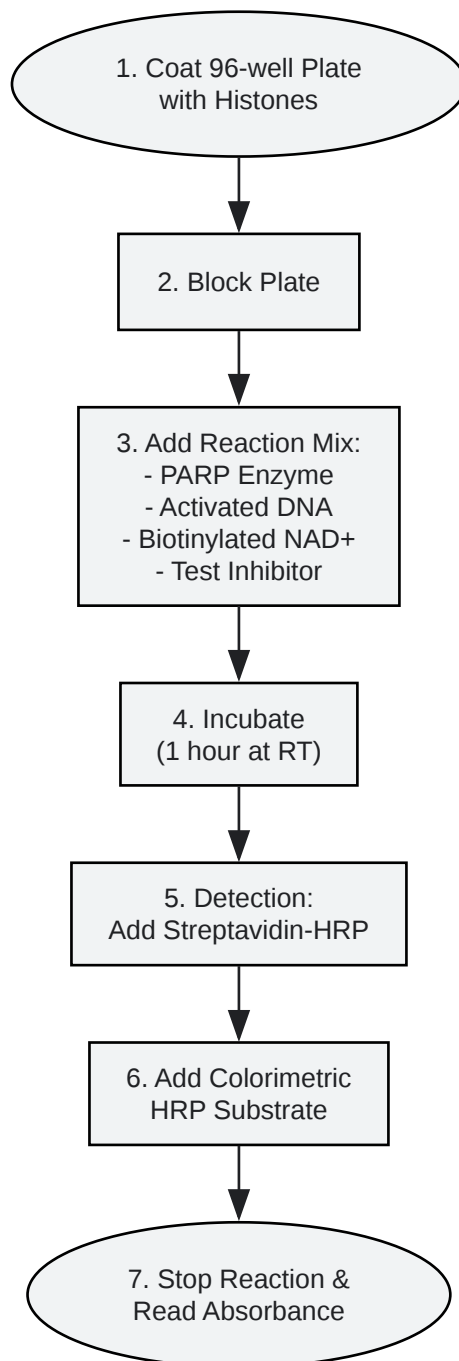 1. Coat 96-well Plate
with Histones
2. Block Plate
3. Add Reaction Mix:
- PARP Enzyme
- Activated DNA
- Biotinylated NAD+
- Test Inhibitor
4. Incubate
(1 hour at RT)
5. Detection:
Add Streptavidin-HRP
6. Add Colorimetric
HRP Substrate
7. Stop Reaction &
Read Absorbance